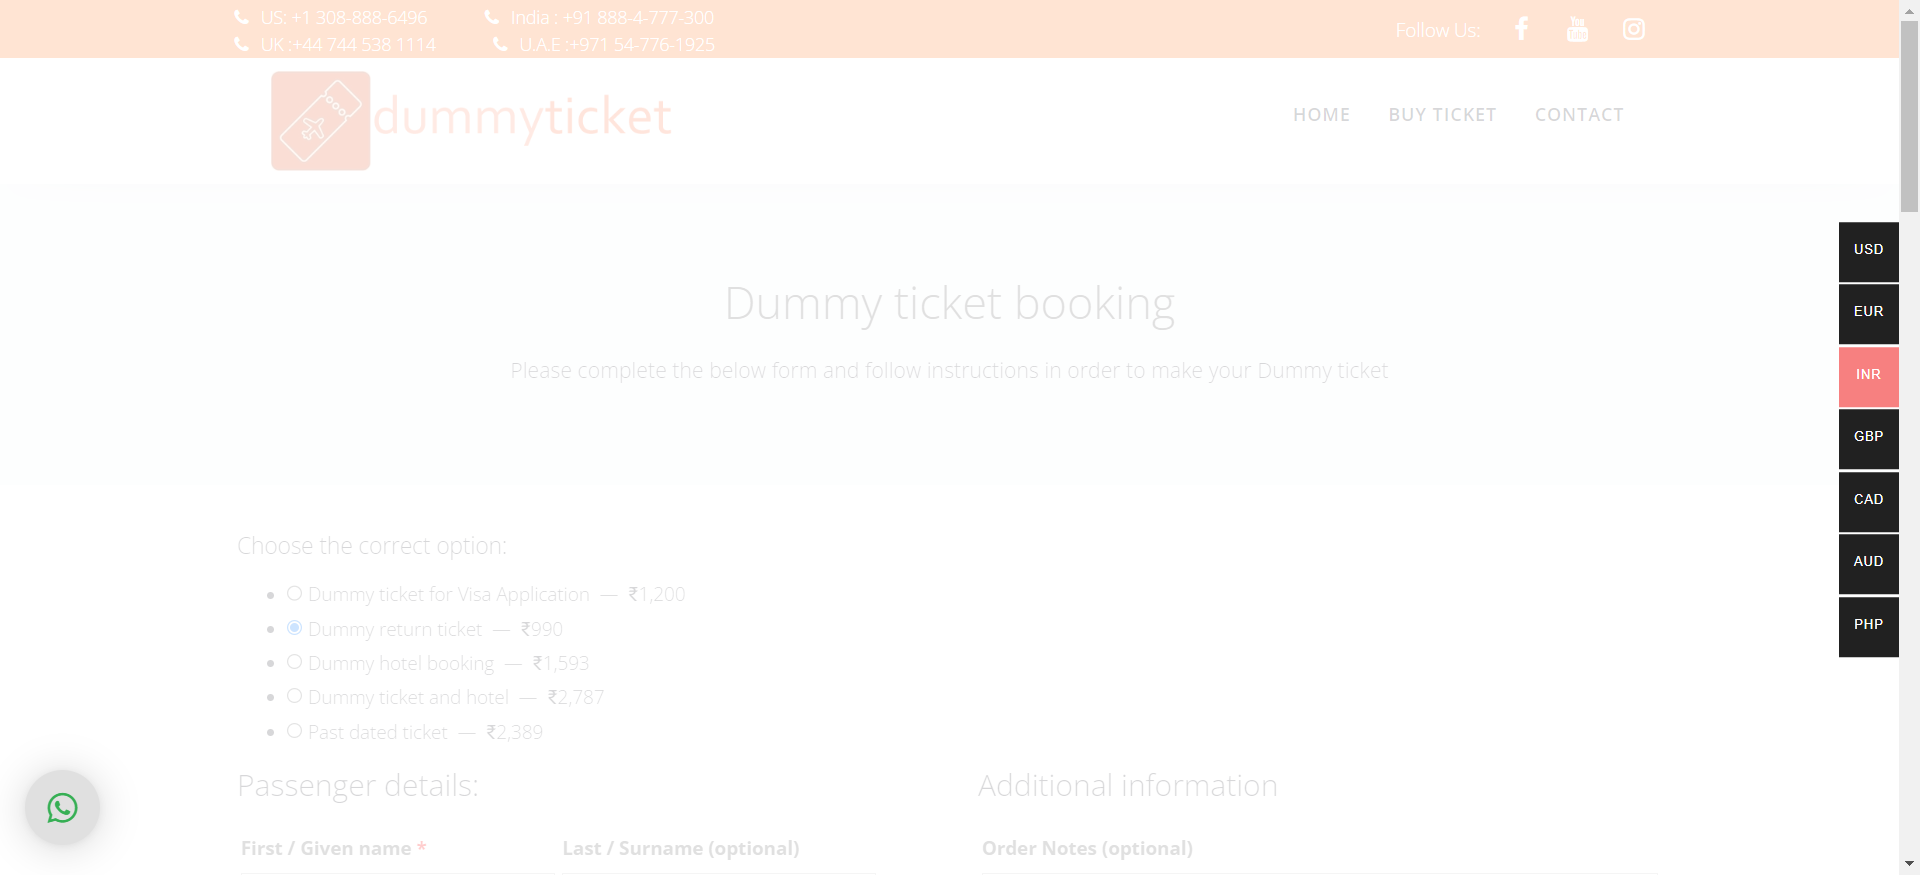 US: +1 308-888-6496
India : +91 888-4-777-300
UK :+44 744 538 1114
U.A.E :+971 54-776-1925
Follow Us:
You
Tube
dummyticket
HOME
BUY TICKET
CONTACT
Dummy ticket booking
Please complete the below form and follow instructions in order to make your Dummy ticket
USD
EUR
INR
GBP
CAD
AUD
PHP
Choose the correct option:
Dummy ticket for Visa Application — ₹1,200
Dummy return ticket — ₹990
Dummy hotel booking — ₹1,593
Dummy ticket and hotel — ₹2,787
Past dated ticket — ₹2,389
Passenger details:
Additional information
First / Given name *
Last / Surname (optional)
Order Notes (optional)